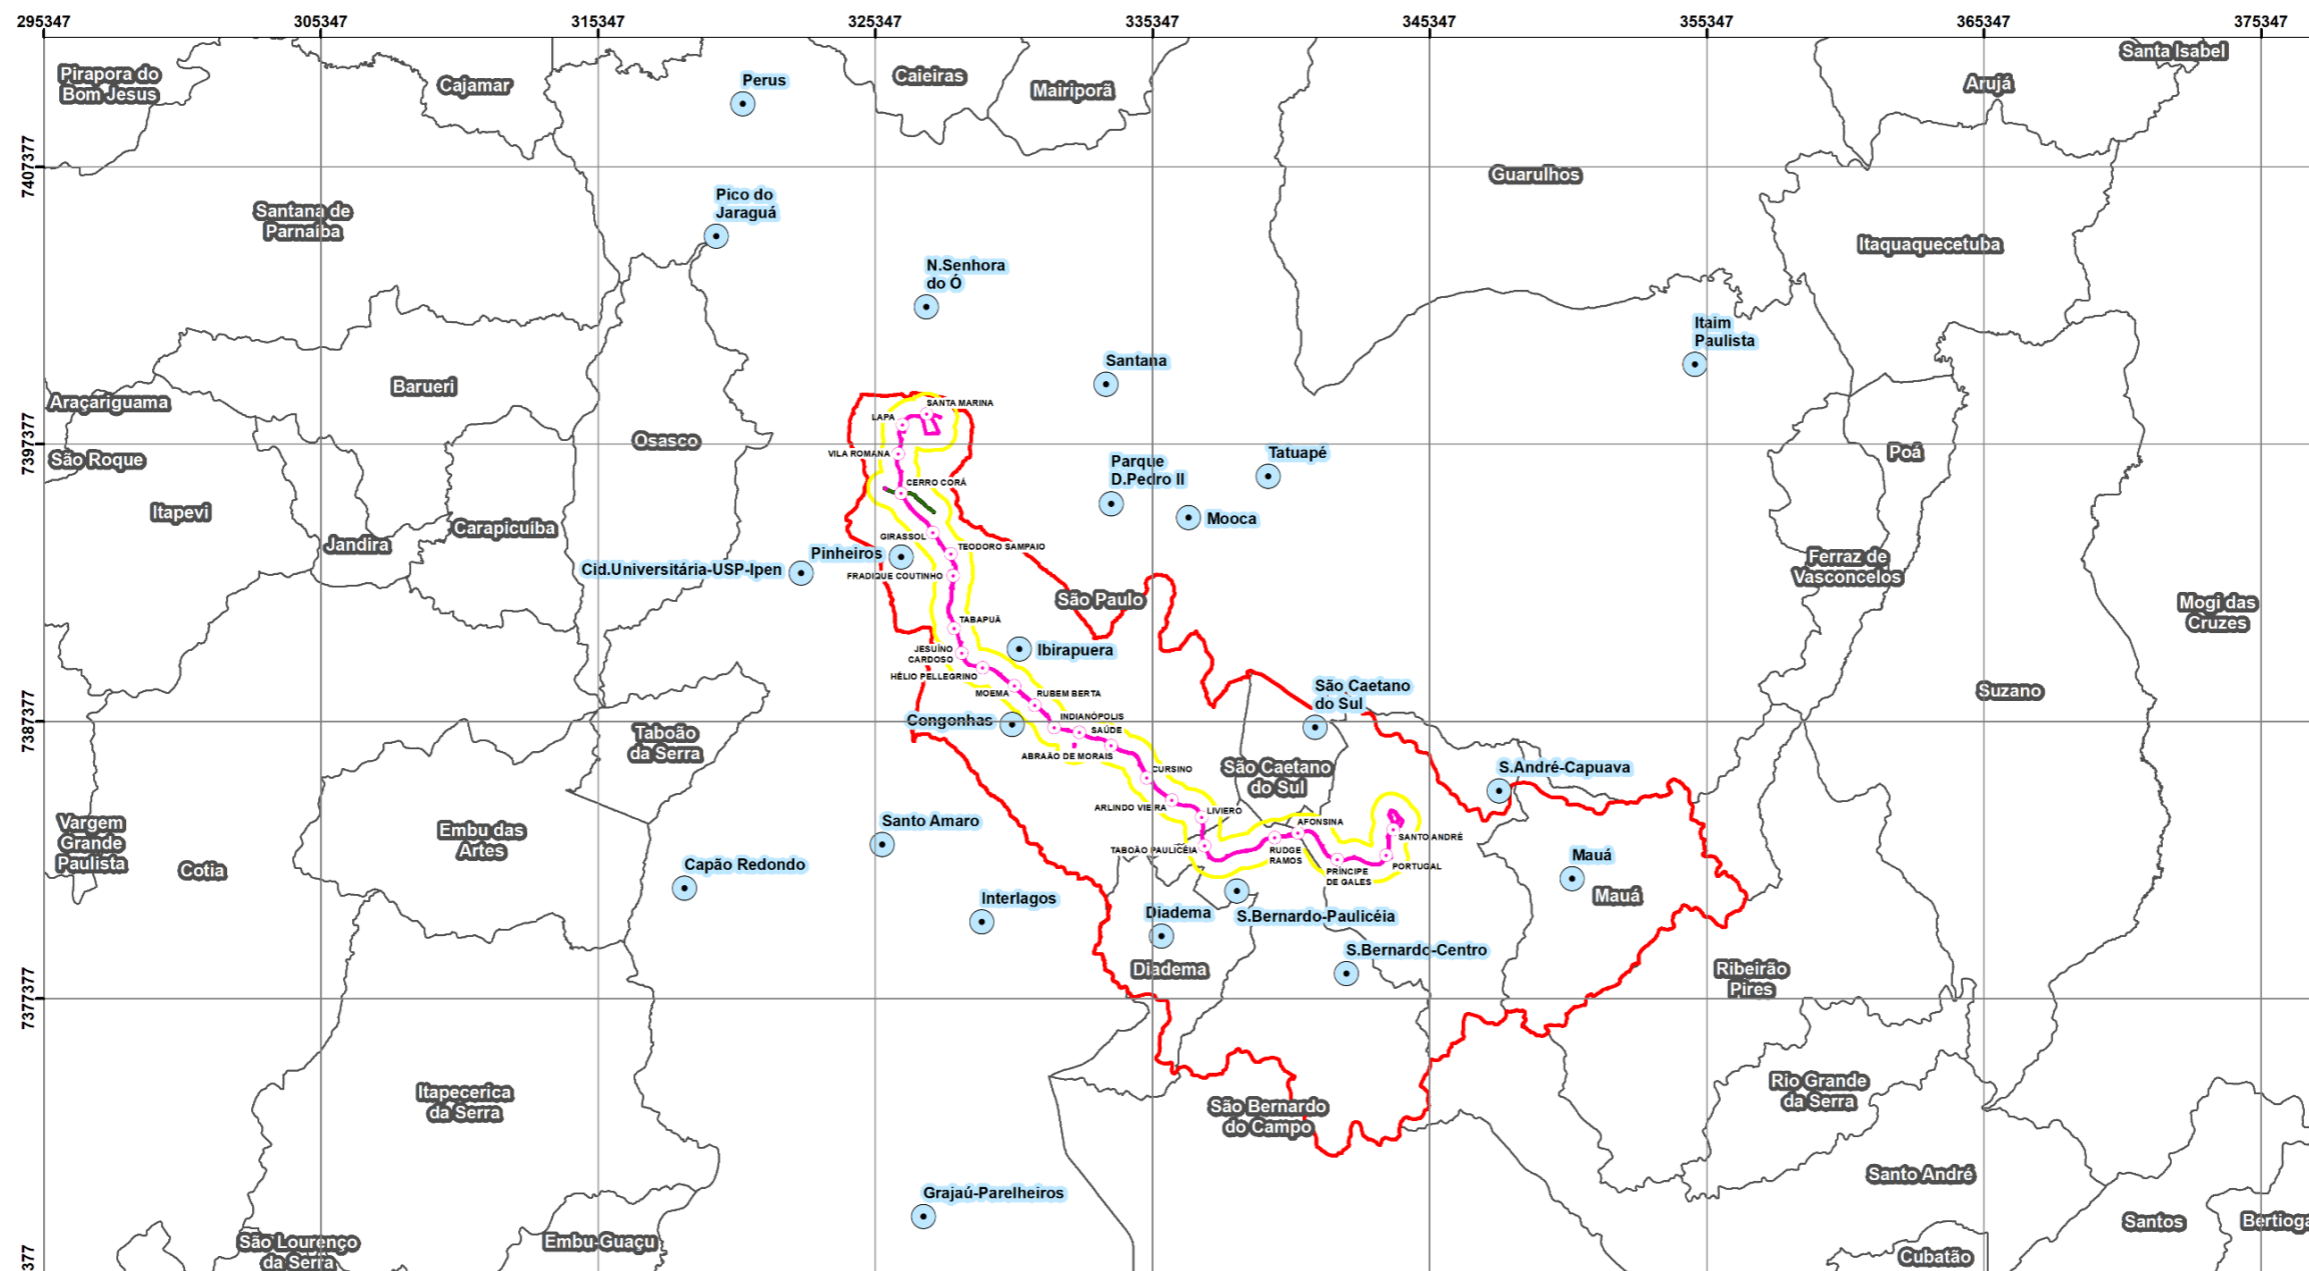 295347
305347
315347
325347
335347
345347
355347
365347
375347
Pirapora do
Bom Jesus
Cajamar
Perus
Caieiras
Mairiporã
Arujá
Santa Isabel
7407377
Guarulhos
Pico do
Jaraguá
Santana de
Parnaíba
Itaquaquecetuba
N.Senhora
do Ó
Itaim
Paulista
Santana
Barueri
Araçariguama
SANTA MARINA
LAPA
Osasco
7397377
VILA ROMANA
São Roque
Poá
Tatuapé
Parque
D.Pedro II
CERRO CORÁ
Itapevi
Mooca
Carapicuíba
Jandira
GIRASSOL
TEODORO SAMPAIO
Pinheiros
Cid.Universitária-USP-Ipen
FRADIQUE COUTINHO
Ferraz de
Vasconcelos
São Paulo
Mogi das
Cruzes
TABAPUÃ
JESUÍNO
CARDOSO
Ibirapuera
HÉLIO PELLEGRINO
MOEMA
RUBEM BERTA
São Caetano
do Sul
Suzano
7387377
Congonhas
INDIANÓPOLIS
SAÚDE
Taboão
da Serra
ABRAÃO DE MORAIS
CURSINO
São Caetano
do Sul
S.André-Capuava
ARLINDO VIEIRA
LIVIERO
AFONSINA
Vargem
Grande
Paulista
Embu das
Artes
Santo Amaro
SANTO ANDRÉ
TABOÃO PAULICÉIA
RUDGE
RAMOS
PORTUGAL
PRÍNCIPE
DE GALES
Mauá
Cotia
Capão Redondo
Mauá
Interlagos
Diadema
S.Bernardo-Paulicéia
S.Bernardo-Centro
Diadema
Ribeirão
Pires
7377377
Itapecerica
da Serra
São Bernardo
do Campo
Rio Grande
da Serra
Santo André
Grajaú-Parelheiros
São Lourenço
da Serra
Embu-Guaçu
Santos
Bertioga
Cubatão
377